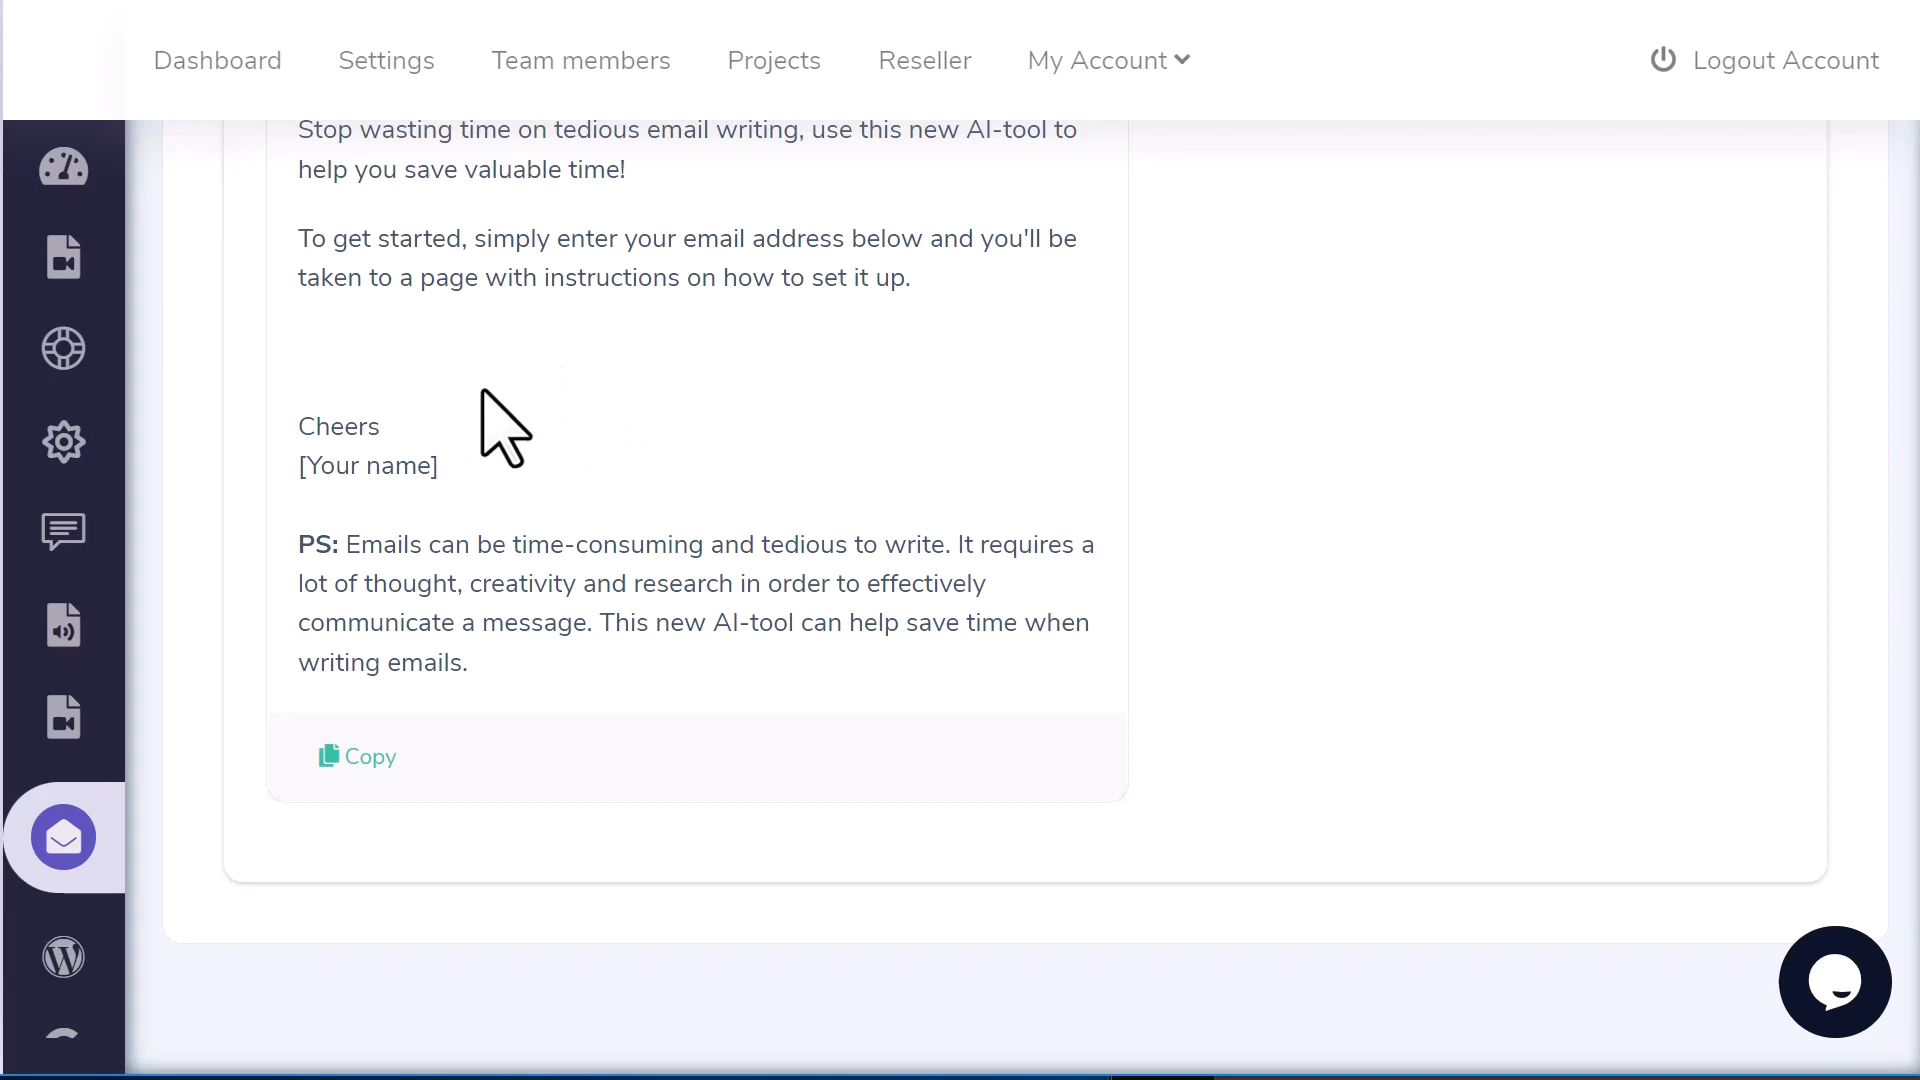 Dashboard
Settings
Team members
Projects
Reseller
My Account
Logout Account
Stop wasting time on tedious email writing, use this new AI-tool to
help you save valuable time!
To get started, simply enter your email address below and you'll be
taken to a page with instructions on how to set it up.
Cheers
[Your name]
PS: Emails can be time-consuming and tedious to write. It requires a
lot of thought, creativity and research in order to effectively
communicate a message. This new AI-tool can help save time when
writing emails.
Copy